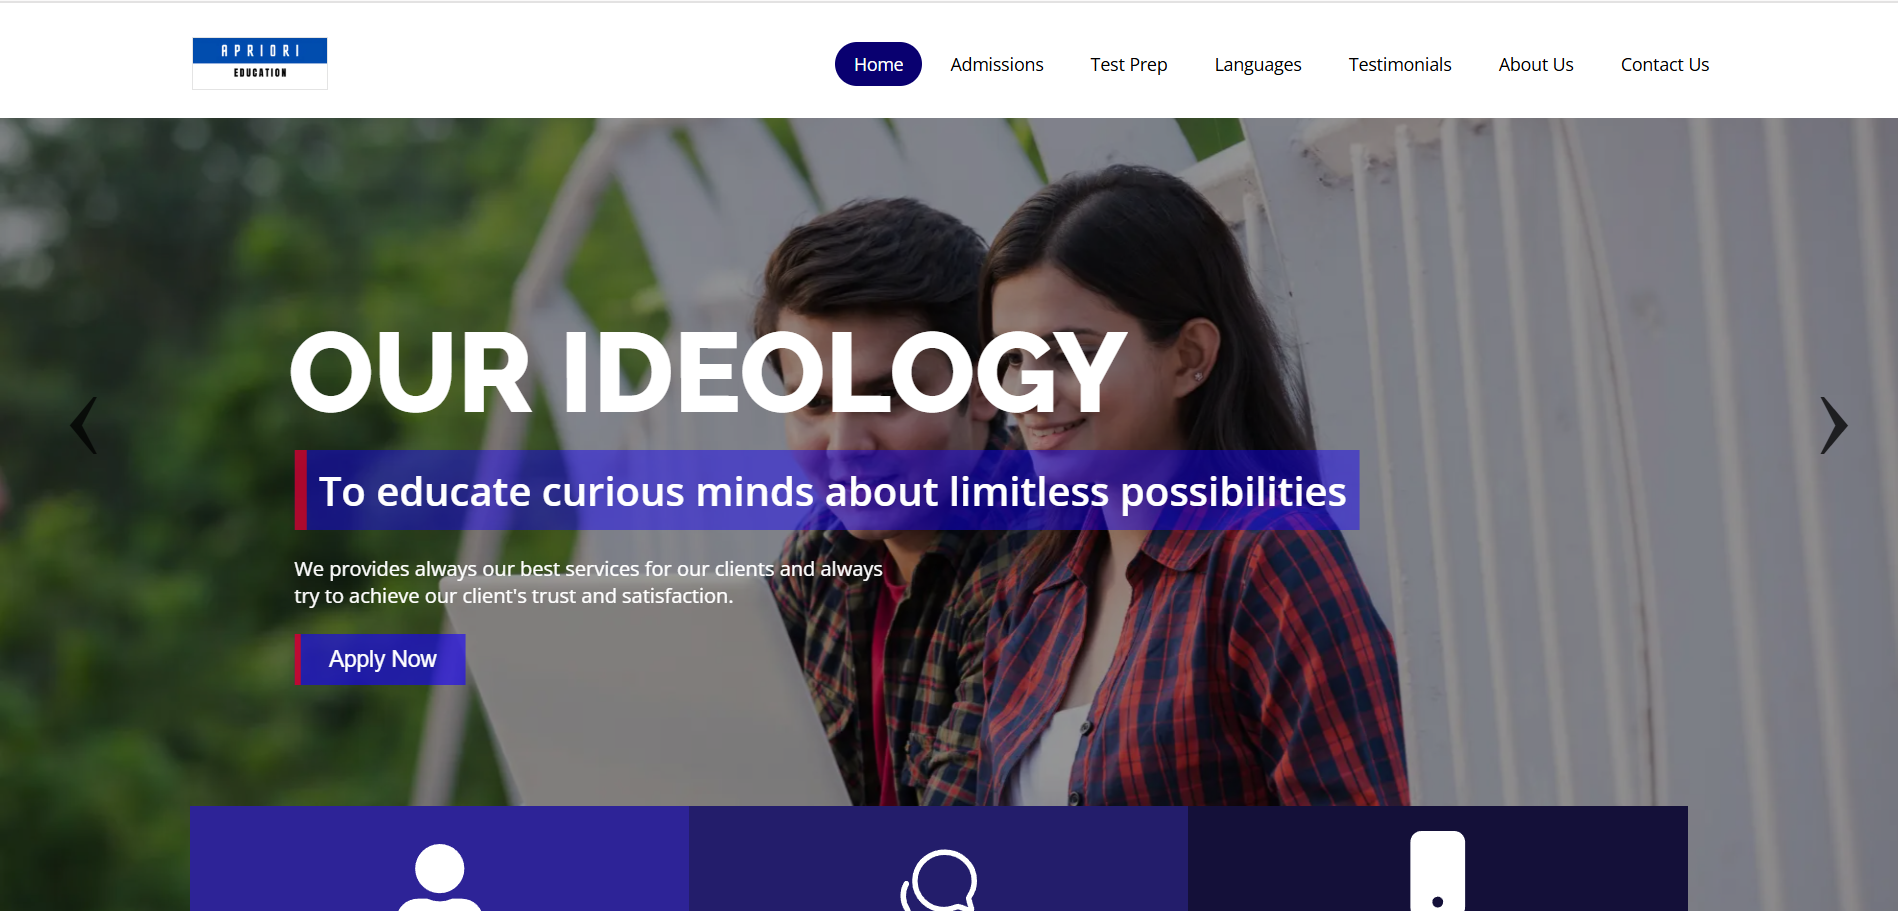 APRIORI
EDUCATION
Home
Admissions
Test Prep
Languages
Testimonials
About Us
Contact Us
OUR IDEOLOGY
To educate curious minds about limitless possibilities
We provides always our best services for our clients and always
try to achieve our client's trust and satisfaction.
Apply Now